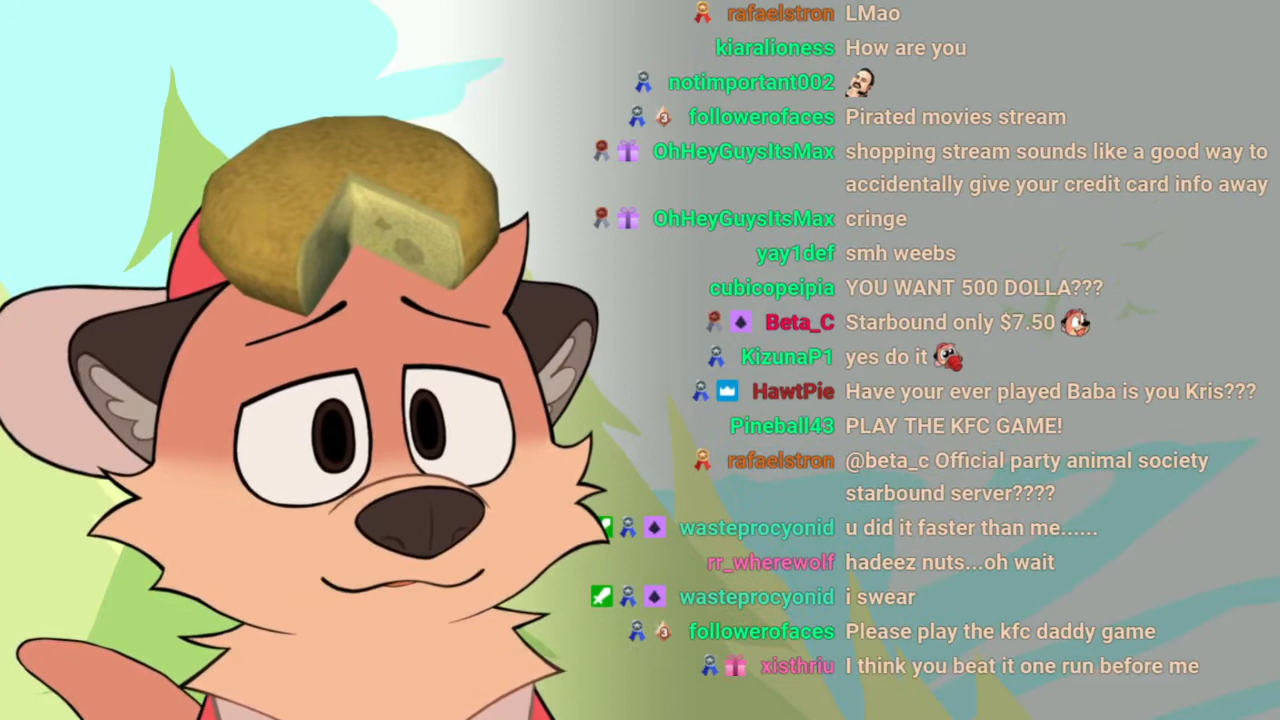 rafaelstron LMao
kiaralioness How are you
notimportant002
3 followerofaces Pirated movies stream
OhHeyGuysItsMax shopping stream sounds like a good way to
accidentally give your credit card info away
OhHeyGuysItsMax cringe
yay1def smh weebs
cubicopeipia YOU WANT 500 DOLLA???
Beta_C Starbound only $7.50
KizunaP1 yes do it
HawtPie Have your ever played Baba is you Kris???
Pineball43 PLAY THE KFC GAME!
rafaelstron @beta_c Official party animal society
starbound server????
wasteprocyonid u did it faster than me......
rr_wherewolf hadeez nuts...oh wait
wasteprocyonid i swear
3 followerofaces Please play the kfc daddy game
xisthriu I think you beat it one run before me